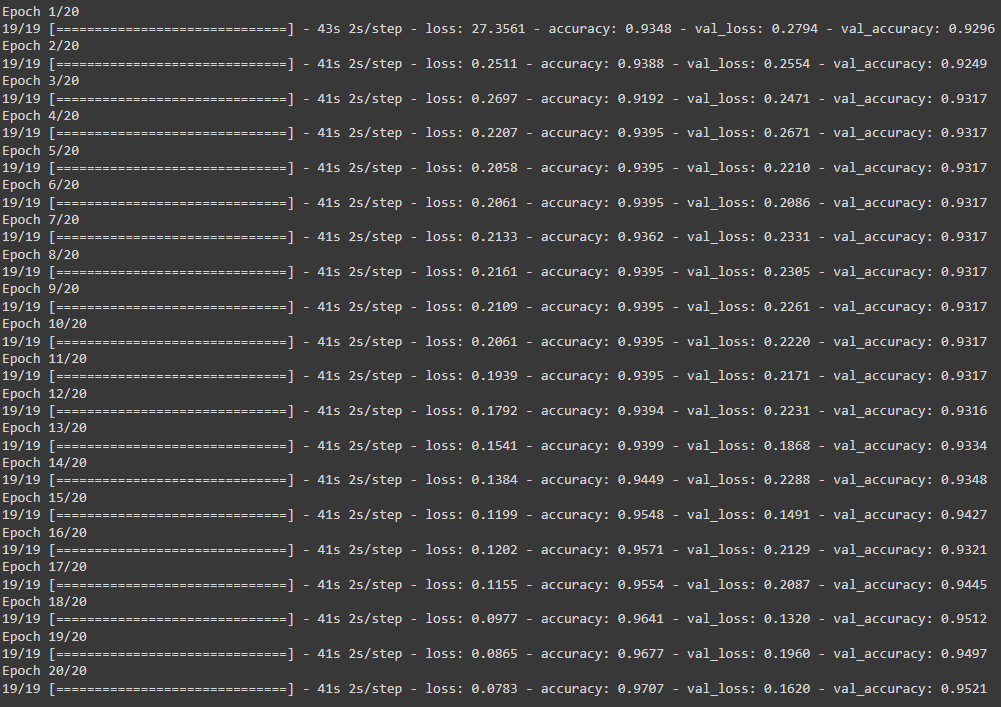 Epoch 1/20
19/19 [==============================] - 43s 2s/step - loss: 27.3561 - accuracy: 0.9348 - val_loss: 0.2794 - val_accuracy: 0.9296
Epoch 2/20
19/19 [==============================] - 41s 2s/step - loss: 0.2511 - accuracy: 0.9388 - val_loss: 0.2554 - val_accuracy: 0.9249
Epoch 3/20
19/19 [==============================] - 41s 2s/step - loss: 0.2697 - accuracy: 0.9192 - val_loss: 0.2471 - val_accuracy: 0.9317
Epoch 4/20
19/19 [==============================] - 41s 2s/step - loss: 0.2207 - accuracy: 0.9395 - val_loss: 0.2671 - val_accuracy: 0.9317
Epoch 5/20
19/19 [==============================] - 41s 2s/step - loss: 0.2058 - accuracy: 0.9395 - val_loss: 0.2210 - val_accuracy: 0.9317
Epoch 6/20
19/19 [==============================] - 41s 2s/step - loss: 0.2061 - accuracy: 0.9395 - val_loss: 0.2086 - val_accuracy: 0.9317
Epoch 7/20
19/19 [==============================] - 41s 2s/step - loss: 0.2133 - accuracy: 0.9362 - val_loss: 0.2331 - val_accuracy: 0.9317
Epoch 8/20
19/19 [==============================] - 41s 2s/step - loss: 0.2161 - accuracy: 0.9395 - val_loss: 0.2305 - val_accuracy: 0.9317
Epoch 9/20
19/19 [==============================] - 41s 2s/step - loss: 0.2109 - accuracy: 0.9395 - val_loss: 0.2261 - val_accuracy: 0.9317
Epoch 10/20
19/19 [==============================] - 41s 2s/step - loss: 0.2061 - accuracy: 0.9395 - val_loss: 0.2220 - val_accuracy: 0.9317
Epoch 11/20
19/19 [==============================] - 41s 2s/step - loss: 0.1939 - accuracy: 0.9395 - val_loss: 0.2171 - val_accuracy: 0.9317
Epoch 12/20
19/19 [==============================] - 41s 2s/step - loss: 0.1792 - accuracy: 0.9394 - val_loss: 0.2231 - val_accuracy: 0.9316
Epoch 13/20
19/19 [==============================] - 41s 2s/step - loss: 0.1541 - accuracy: 0.9399 - val_loss: 0.1868 - val_accuracy: 0.9334
Epoch 14/20
19/19 [==============================] - 41s 2s/step - loss: 0.1384 - accuracy: 0.9449 - val_loss: 0.2288 - val_accuracy: 0.9348
Epoch 15/20
19/19 [==============================] - 41s 2s/step - loss: 0.1199 - accuracy: 0.9548 - val_loss: 0.1491 - val_accuracy: 0.9427
Epoch 16/20
19/19 [==============================] - 41s 2s/step - loss: 0.1202 - accuracy: 0.9571 - val_loss: 0.2129 - val_accuracy: 0.9321
Epoch 17/20
19/19 [==============================] - 41s 2s/step - loss: 0.1155 - accuracy: 0.9554 - val_loss: 0.2087 - val_accuracy: 0.9445
Epoch 18/20
19/19 [==============================] - 41s 2s/step - loss: 0.0977 - accuracy: 0.9641 - val_loss: 0.1320 - val_accuracy: 0.9512
Epoch 19/20
19/19 [==============================] - 41s 2s/step - loss: 0.0865 - accuracy: 0.9677 - val_loss: 0.1960 - val_accuracy: 0.9497
Epoch 20/20
19/19 [==============================] - 41s 2s/step - loss: 0.0783 - accuracy: 0.9707 - val_loss: 0.1620 - val_accuracy: 0.9521